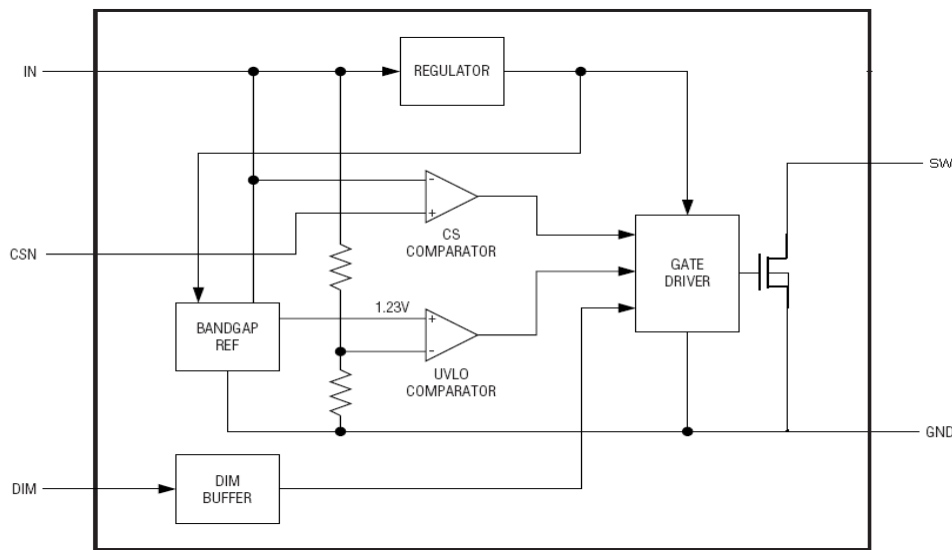 IN
REGULATOR
SW
-
+
CS
COMPARATOR
CSN
GATE
DRIVER
1.23V
+
-
BANDGAP
REF
UVLO
COMPARATOR
GND
DIM
DIM
BUFFER